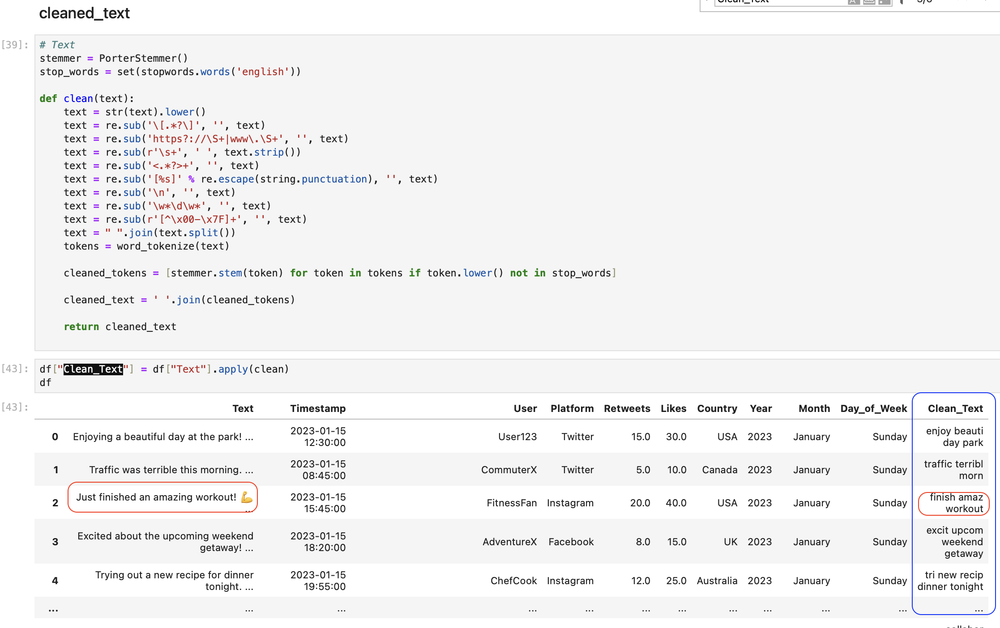 cleaned_text
[39]:
# Text
stemmer = PorterStemmer()
stop_words = set(stopwords.words('english'))
def clean(text):
    text = str(text).lower()
    text = re.sub('\[.*?\]', '', text)
    text = re.sub('https?://\S+|www\.\S+', '', text)
    text = re.sub(r'\s+', ' ', text.strip())
    text = re.sub('<.*?>+', '', text)
    text = re.sub('[%s]' % re.escape(string.punctuation), '', text)
    text = re.sub('\n', '', text)
    text = re.sub('\w*\d\w*', '', text)
    text = re.sub(r'[^\x00-\x7F]+', '', text)
    text = " ".join(text.split())
    tokens = word_tokenize(text)
    cleaned_tokens = [stemmer.stem(token) for token in tokens if token.lower() not in stop_words]
    cleaned_text = ' '.join(cleaned_tokens)
    return cleaned_text
[43]:
df["Clean_Text"] = df["Text"].apply(clean)
df
[43]:
Text Timestamp User Platform Retweets Likes Country Year Month Day_of_Week Clean_Text
0 Enjoying a beautiful day at the park! ... 2023-01-15 12:30:00 User123 Twitter 15.0 30.0 USA 2023 January Sunday enjoy beauti day park
1 Traffic was terrible this morning. ... 2023-01-15 08:45:00 CommuterX Twitter 5.0 10.0 Canada 2023 January Sunday traffic terribl morn
2 Just finished an amazing workout! 💪 ... 2023-01-15 15:45:00 FitnessFan Instagram 20.0 40.0 USA 2023 January Sunday finish amaz workout
3 Excited about the upcoming weekend getaway! ... 2023-01-15 18:20:00 AdventureX Facebook 8.0 15.0 UK 2023 January Sunday excit upcom weekend getaway
4 Trying out a new recipe for dinner tonight. ... 2023-01-15 19:55:00 ChefCook Instagram 12.0 25.0 Australia 2023 January Sunday tri new recip dinner tonight
... ... ... ... ... ... ... ... ... ... ... ...